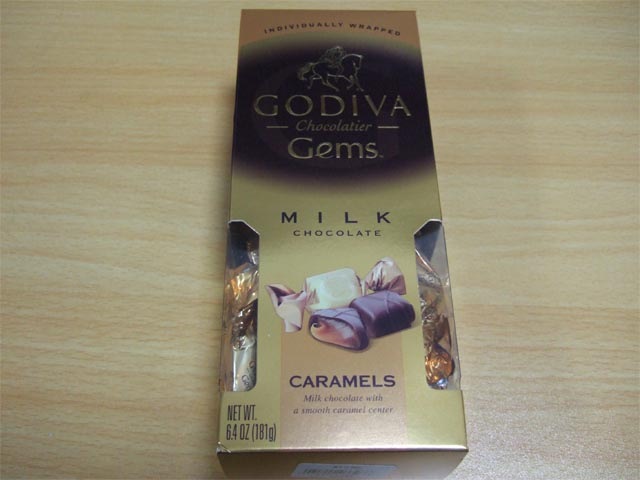 INDIVIDUALLY WRAPPED
GODIVA
Chocolatier
Gems™
MILK
CHOCOLATE
CARAMELS
Milk chocolate with
a smooth caramel center
NET WT.
6.4 OZ (181g)